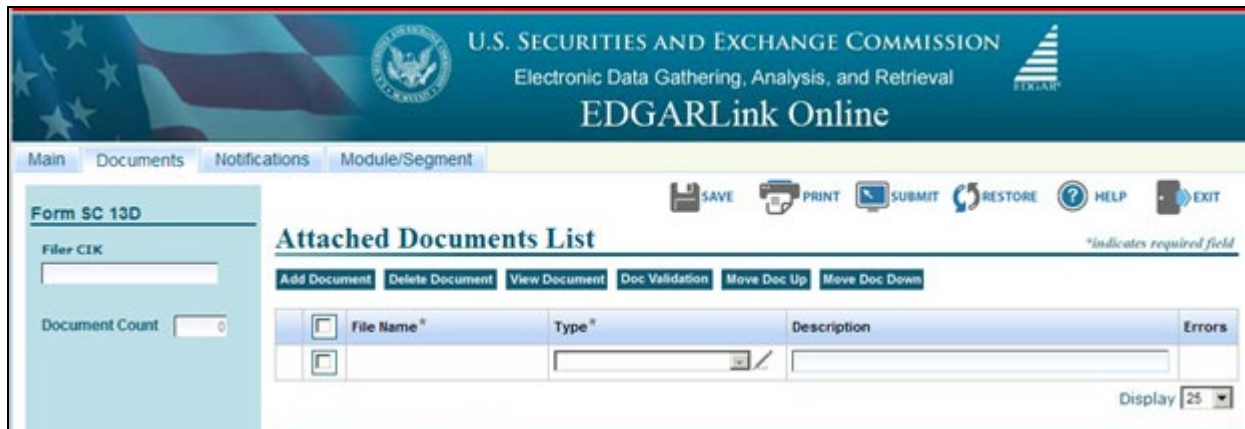 U.S. SECURITIES AND EXCHANGE COMMISSION
Electronic Data Gathering, Analysis, and Retrieval
EDGAR®
EDGARLink Online
Main Documents Notifications Module/Segment
SAVE PRINT SUBMIT RESTORE HELP EXIT
Form SC 13D
Attached Documents List
*indicates required field
Filer CIK
Add Document Delete Document View Document Doc Validation Move Doc Up Move Doc Down
Document Count 0
File Name* Type* Description Errors
Display 25